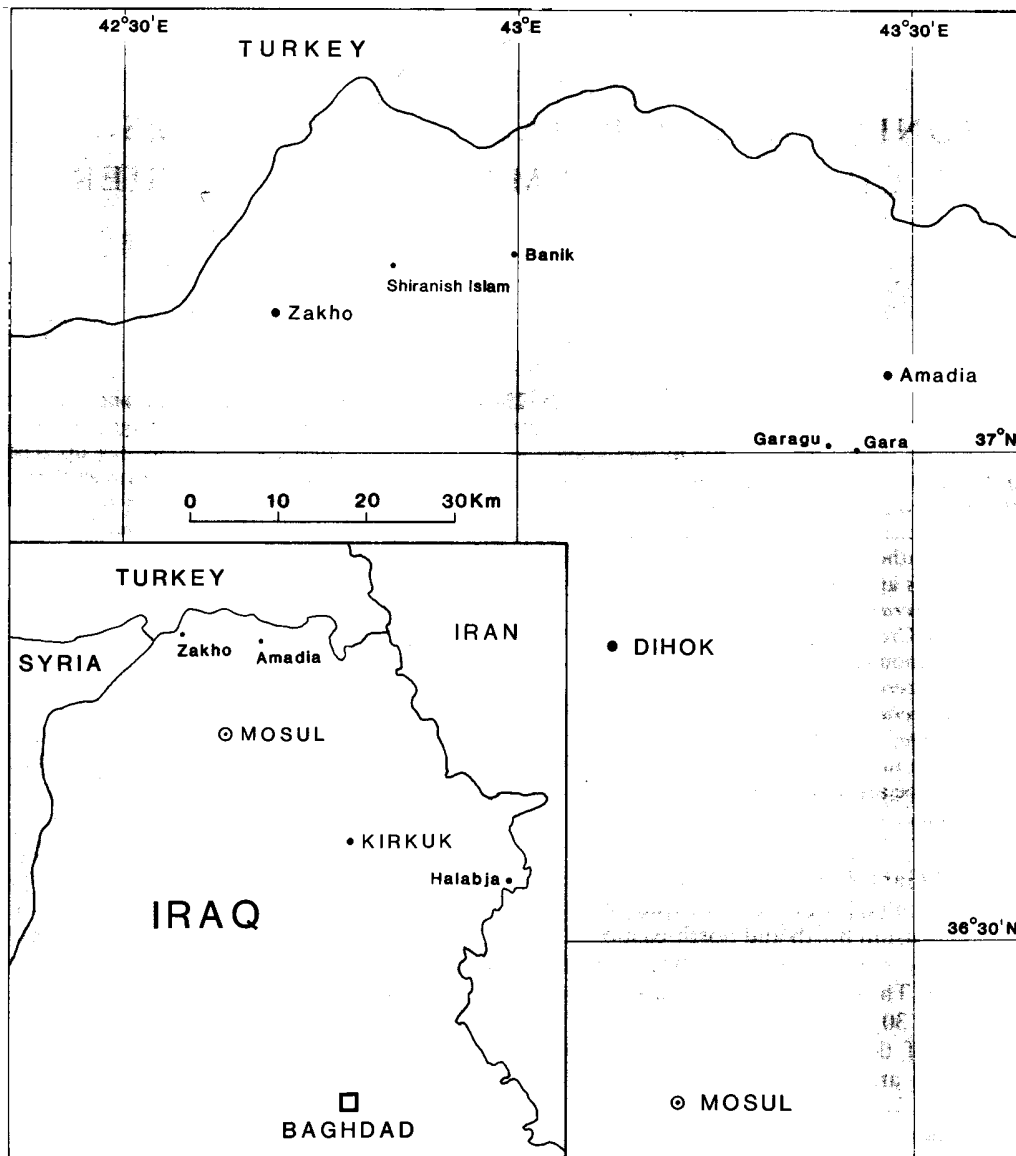 42°30'E
43°E
43°30'E
TURKEY
Banik
Shiranish Islam
Zakho
Amadia
Garagu
Gara
37°N
0 10 20 30Km
TURKEY
IRAN
Zakho
Amadia
SYRIA
DIHOK
MOSUL
KIRKUK
Halabja
IRAQ
36°30'N
MOSUL
BAGHDAD